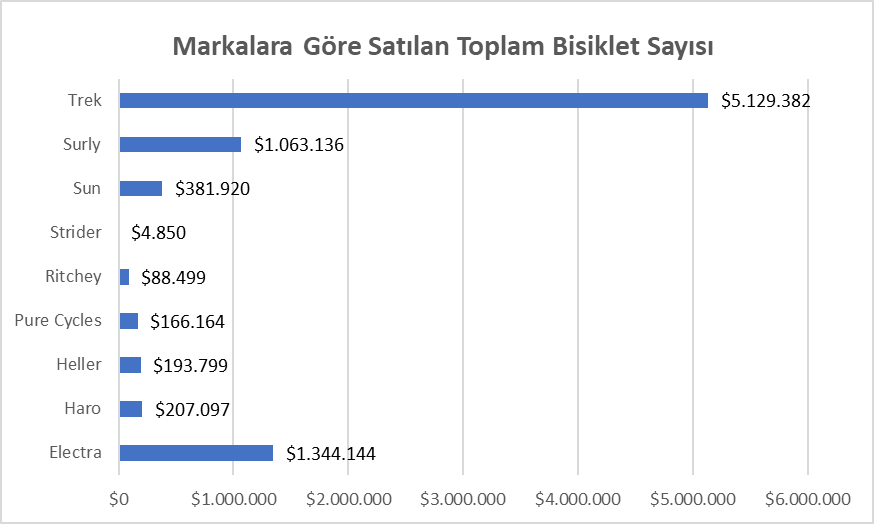 Markalara Göre Satılan Toplam Bisiklet Sayısı
Trek $5.129.382
Surly $1.063.136
Sun $381.920
Strider $4.850
Ritchey $88.499
Pure Cycles $166.164
Heller $193.799
Haro $207.097
Electra $1.344.144
$0 $1.000.000 $2.000.000 $3.000.000 $4.000.000 $5.000.000 $6.000.000